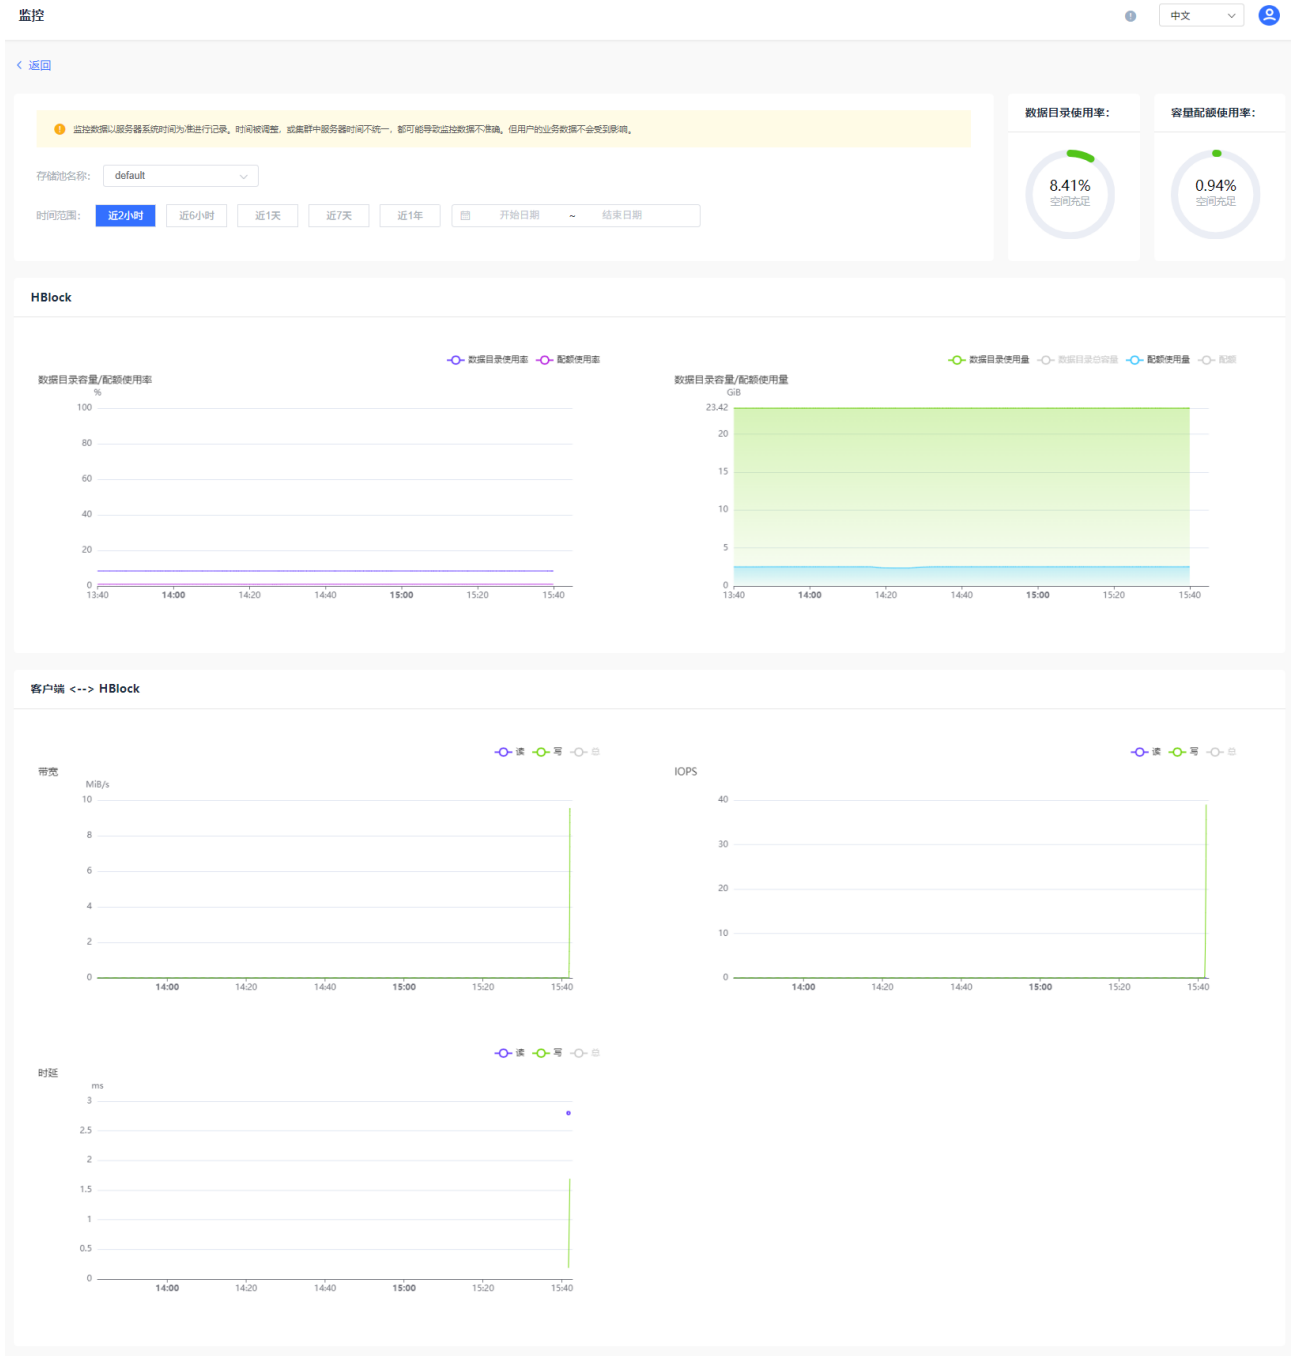 监控
中文
返回
监控数据以服务器系统时间为准进行记录。时间被调整，或集群中服务器时间不统一，都可能导致监控数据不准确。但用户的业务数据不会受到影响。
存储池名称： default
时间范围： 近2小时 近6小时 近1天 近7天 近1年 开始日期 ~ 结束日期
数据目录使用率：
8.41%
空间充足
容量配额使用率：
0.94%
空间充足
HBlock
数据目录使用率 配额使用率
数据目录容量/配额使用率
%
100
80
60
40
20
0
13:40 14:00 14:20 14:40 15:00 15:20 15:40
数据目录使用量 数据目录总容量 配额使用量 配额
数据目录容量/配额使用量
GiB
23.42
20
15
10
5
0
13:40 14:00 14:20 14:40 15:00 15:20 15:40
客户端 <--> HBlock
读 写 总
带宽
MiB/s
10
8
6
4
2
0
14:00 14:20 14:40 15:00 15:20 15:40
读 写 总
IOPS
40
30
20
10
0
14:00 14:20 14:40 15:00 15:20 15:40
读 写 总
时延
ms
3
2.5
2
1.5
1
0.5
0
14:00 14:20 14:40 15:00 15:20 15:40